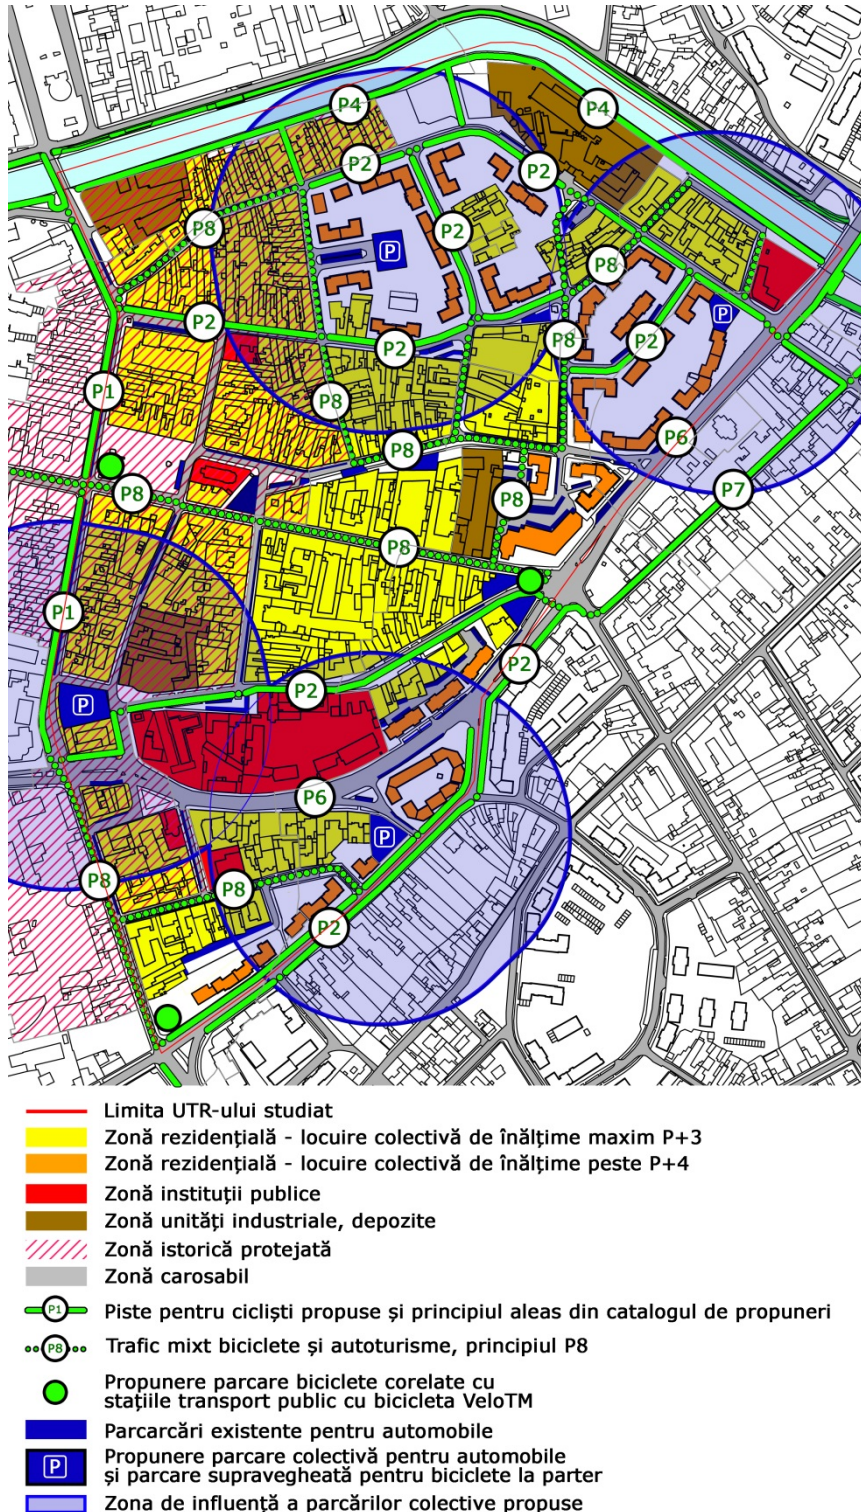 P4
P4
P2
P2
P8
P2
P
P8
P
P2
P8
P2
P2
P1
P8
P6
P8
P7
P8
P8
P8
P1
P2
P2
P
P6
P
P8
P8
P2
Limita UTR-ului studiat
Zonă rezidențială - locuire colectivă de înălțime maxim P+3
Zonă rezidențială - locuire colectivă de înălțime peste P+4
Zonă instituții publice
Zonă unități industriale, depozite
Zonă istorică protejată
Zonă carosabil
P1 Piste pentru cicliști propuse și principiul aleas din catalogul de propuneri
P8 Trafic mixt biciclete și autoturisme, principiul P8
Propunere parcare biciclete corelate cu
stațiile transport public cu bicicleta VeloTM
Parcarcări existente pentru automobile
P Propunere parcare colectivă pentru automobile
și parcare supravegheată pentru biciclete la parter
Zona de influență a parcărilor colective propuse